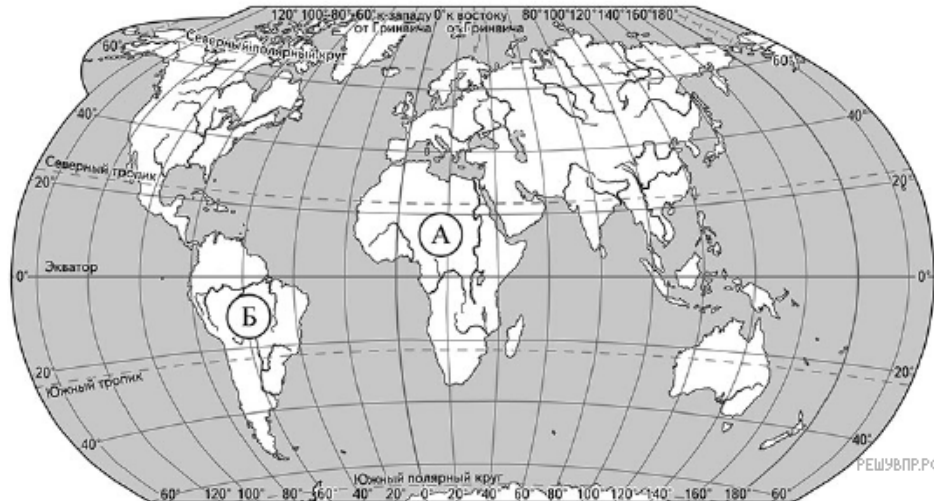 120° 100°-80°-60° к западу 0° к востоку 80°100°120°140°160°180°
от Гринвича от Гринвича
Северный полярный круг
60° 60°
40° 40°
Северный тропик
20° 20°
А
Экватор
0° 0°
Б
20° 20°
Южный тропик
40° 40°
РЕШУВПР.РФ
Южный полярный круг
60° 120° 100° 80° 60° 40° 20° 0° 20° 40° 60° 80° 100° 120° 140° 160° 180° 60°